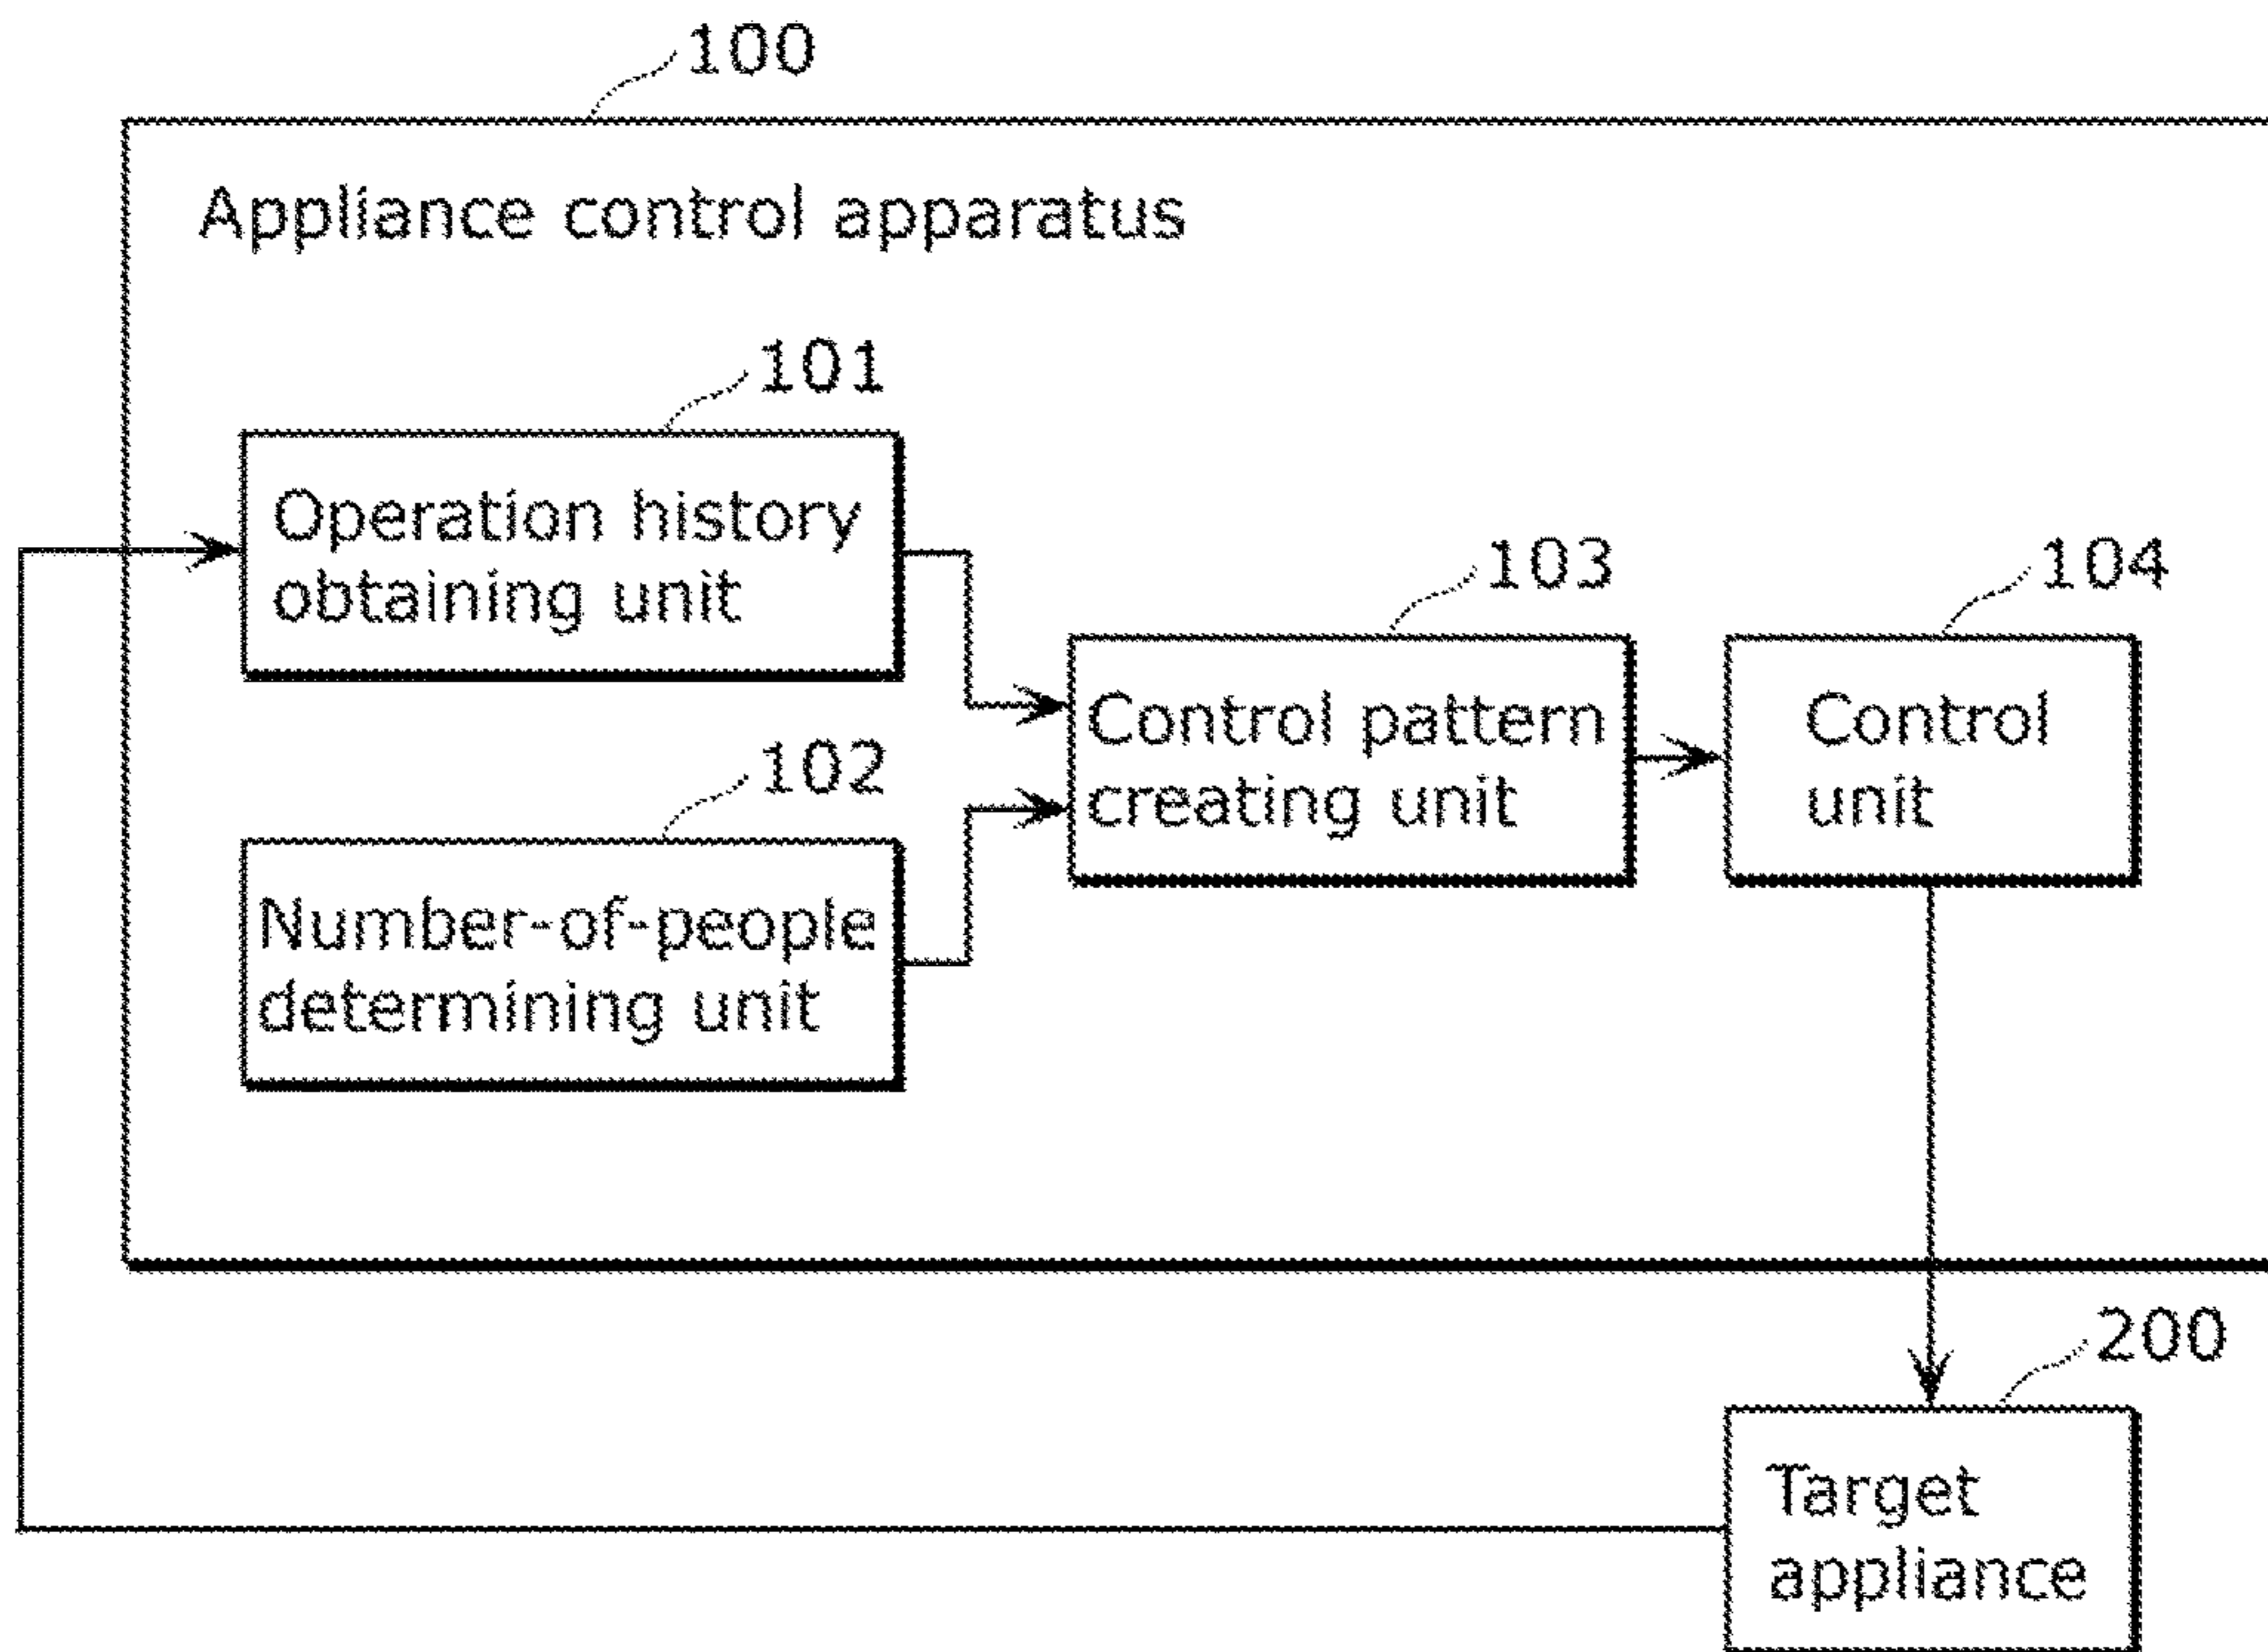 100
Appliance control apparatus
101
Operation history
obtaining unit
103
104
Control pattern
creating unit
Control
unit
102
Number-of-people
determining unit
200
Target
appliance